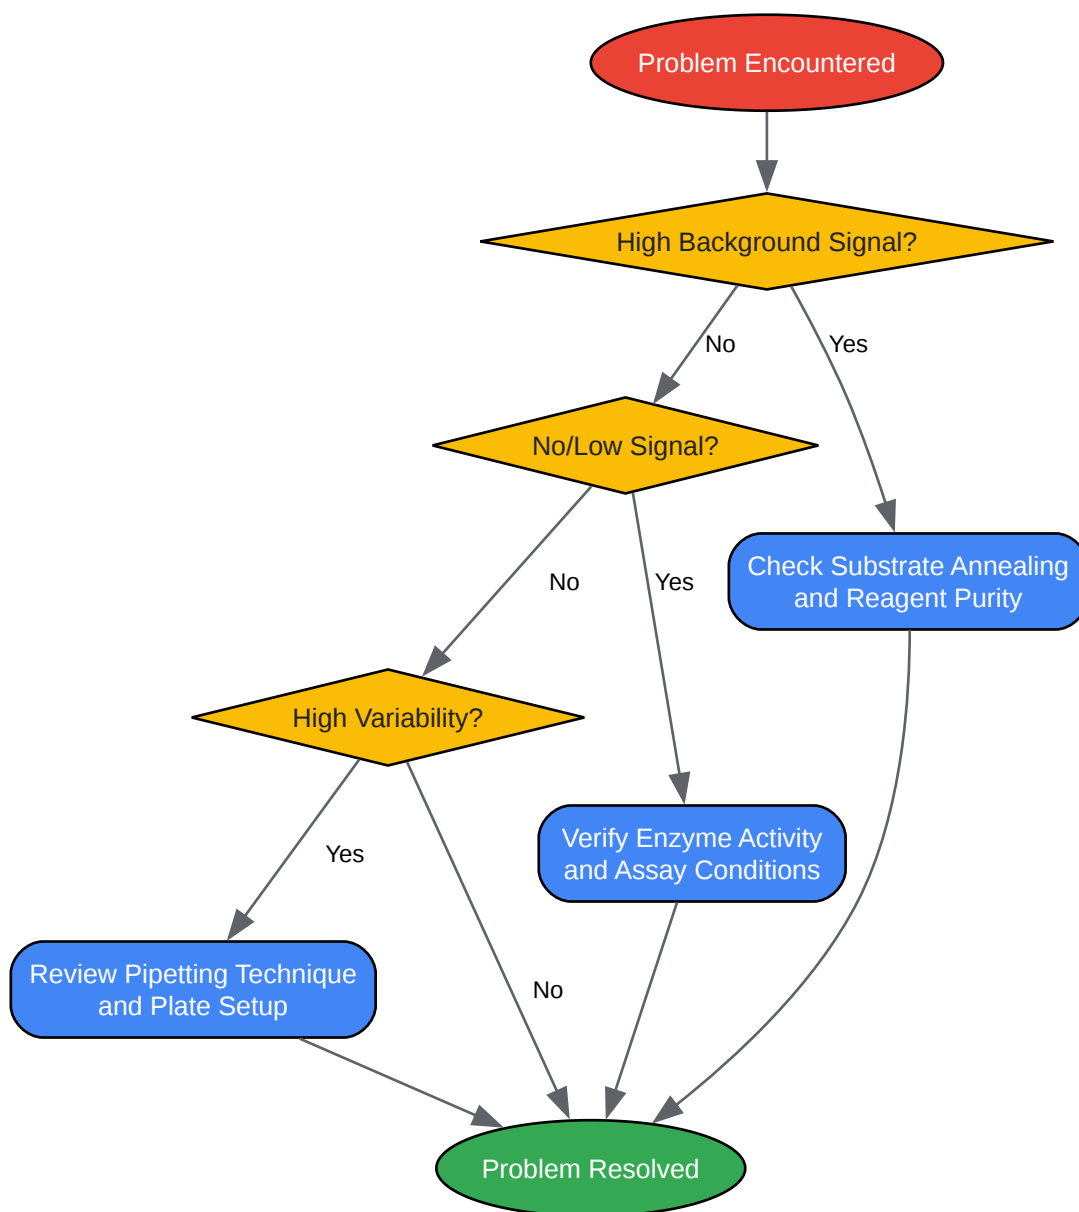 Problem Encountered
High Background Signal?
No
Yes
No/Low Signal?
Check Substrate Annealing
and Reagent Purity
No
Yes
High Variability?
Verify Enzyme Activity
and Assay Conditions
Yes
Review Pipetting Technique
and Plate Setup
No
Problem Resolved